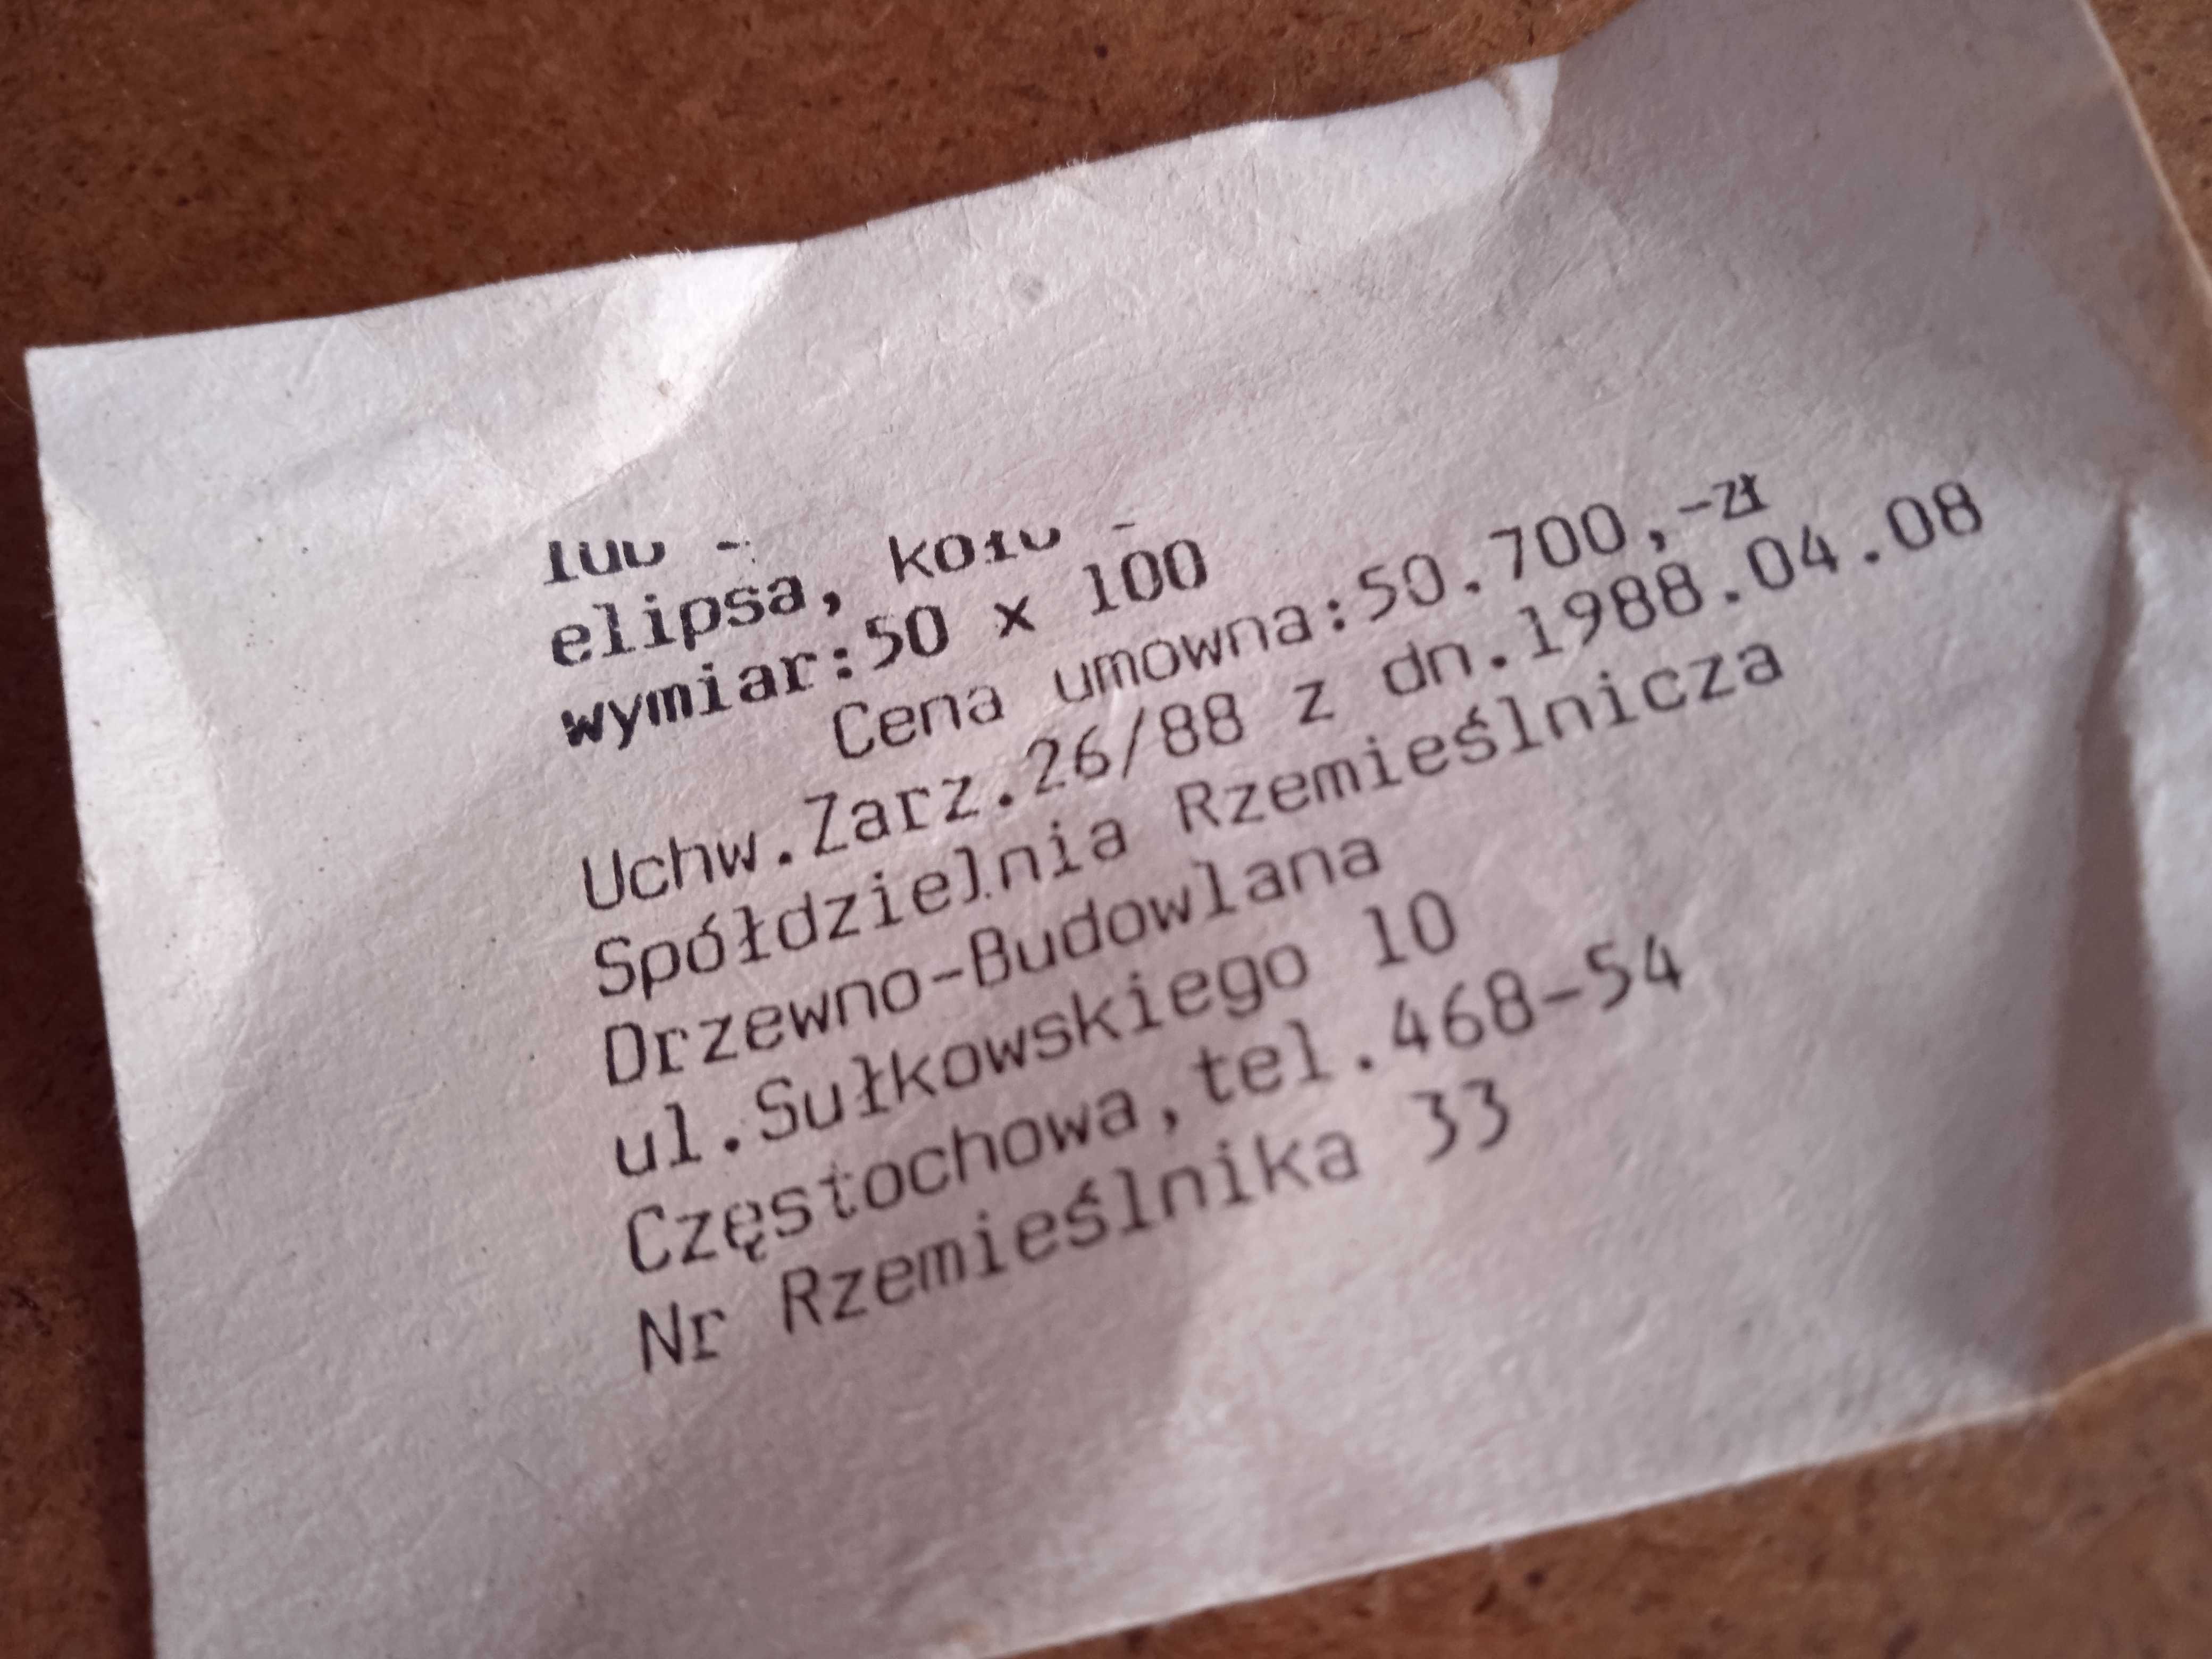 lub -
elipsa, koło -
wymiar:50 x 100
Cena umowna:50.700,-zł
Uchw.Zarz.26/88 z dn.1988.04.08
Spółdzielnia Rzemieślnicza
Drzewno-Budowlana
ul.Sułkowskiego 10
Częstochowa,tel.468-54
Nr Rzemieślnika 33